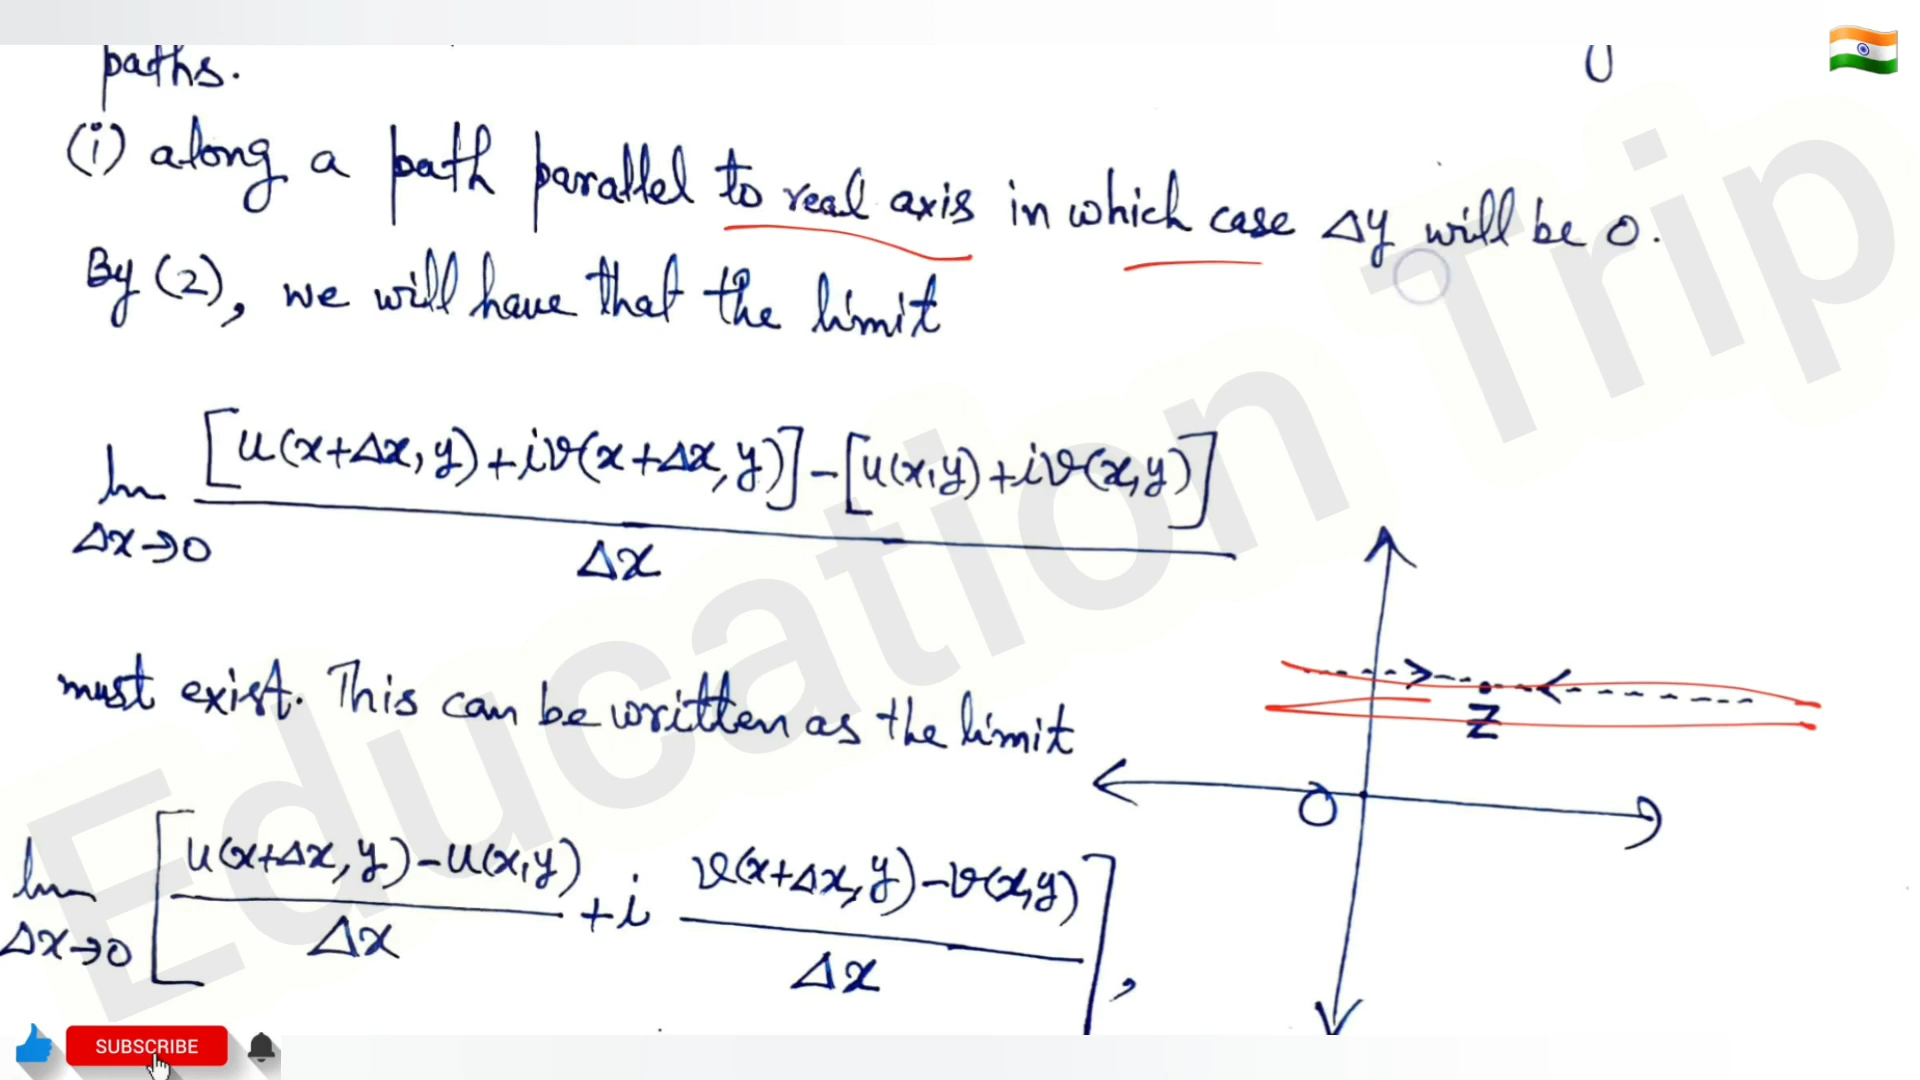 paths.
(i) along a path parallel to real axis in which case Δy will be 0.
By (2), we will have that the limit
lim Δx→0 [u(x+Δx, y)+iv(x+Δx, y)]-[u(x,y)+iv(x,y)] / Δx
must exist. This can be written as the limit
lim Δx→0 [u(x+Δx, y)-u(x,y) / Δx +i v(x+Δx, y)-v(x,y) / Δx],
Z
O
Education Trip
SUBSCRIBE